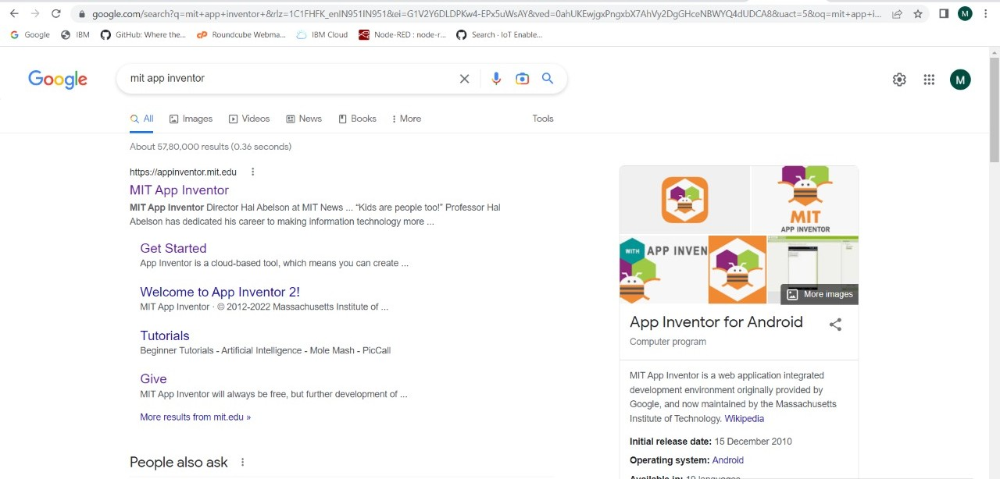 google.com/search?q=mit+app+inventor+&rlz=1C1FHFK_enIN951IN951&ei=G1V2Y6DLDPKw4-EPx5uWsAY&ved=0ahUKEwjgxPngxbX7AhVy2DgGHceNBWYQ4dUDCA8&uact=5&oq=mit+app+i...
M
Google IBM GitHub: Where the... Roundcube Webma... IBM Cloud Node-RED : node-r... Search · IoT Enable...
Google
mit app inventor
M
All Images Videos News Books More Tools
About 57,80,000 results (0.36 seconds)
https://appinventor.mit.edu
MIT App Inventor
MIT App Inventor Director Hal Abelson at MIT News ... “Kids are people too!” Professor Hal
Abelson has dedicated his career to making information technology more ...
Get Started
App Inventor is a cloud-based tool, which means you can create ...
Welcome to App Inventor 2!
MIT App Inventor · © 2012-2022 Massachusetts Institute of ...
Tutorials
Beginner Tutorials - Artificial Intelligence - Mole Mash - PicCall
Give
MIT App Inventor will always be free, but further development of ...
More results from mit.edu »
People also ask
MIT
APP INVENTOR
WITH APP INVEN
More images
App Inventor for Android
Computer program
MIT App Inventor is a web application integrated
development environment originally provided by
Google, and now maintained by the Massachusetts
Institute of Technology. Wikipedia
Initial release date: 15 December 2010
Operating system: Android
Available in: 19 languages